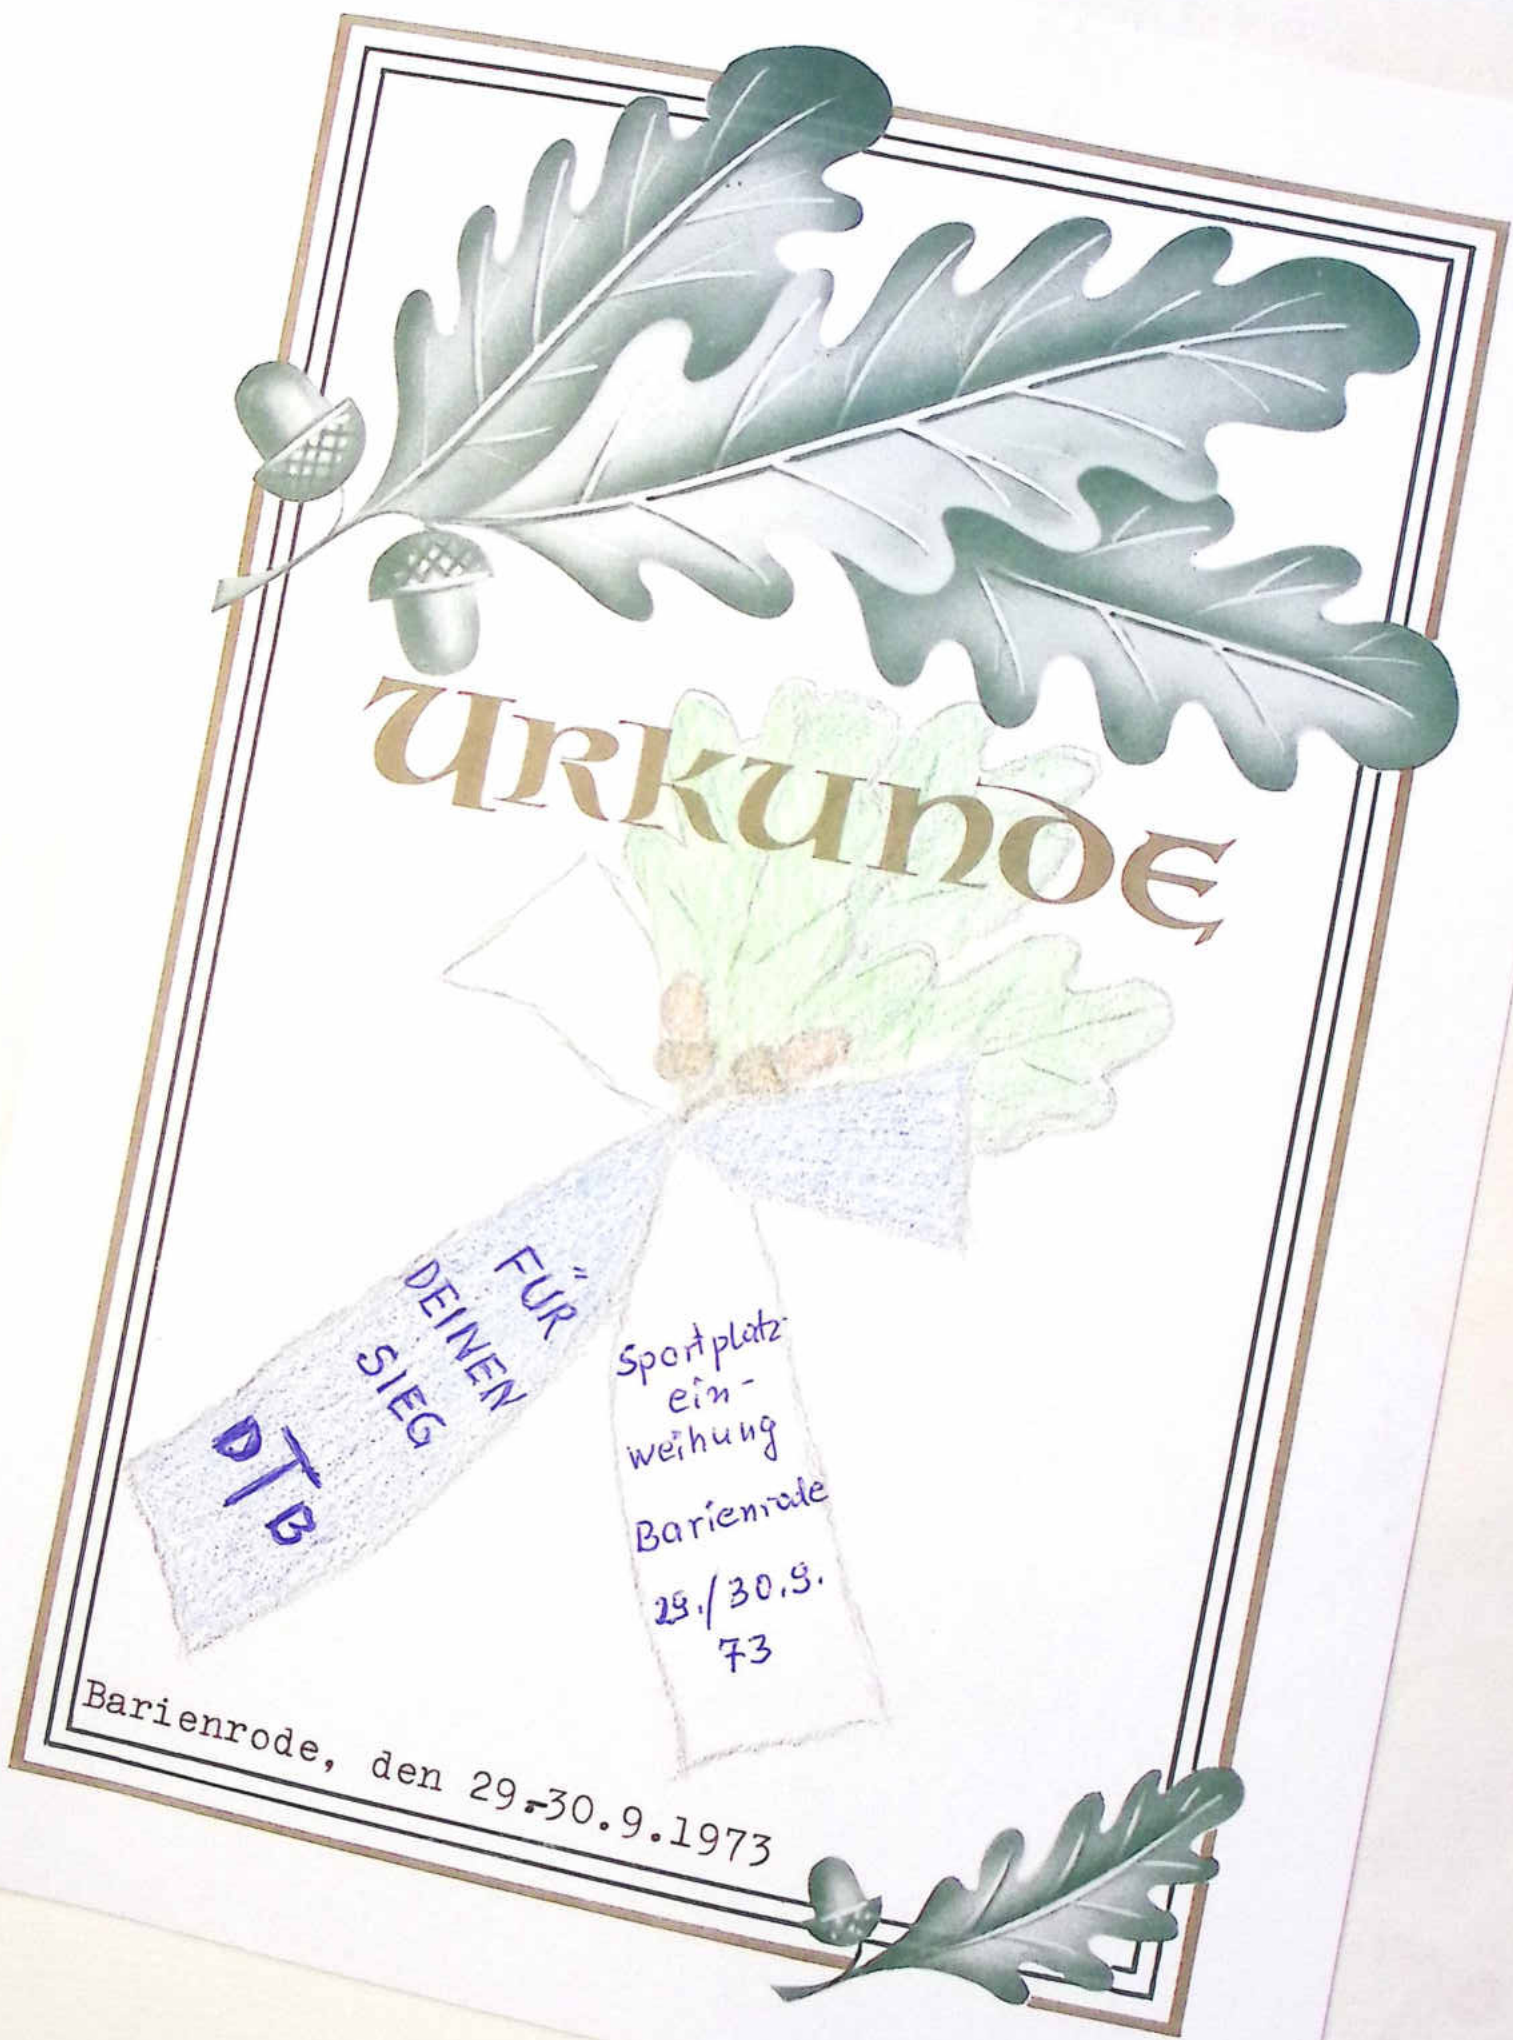 Urkunde
FÜR
DEINEN
SIEG
DTB
Sportplatz-
ein-
weihung
Barienrode
29./30.9.
73
Barienrode, den 29.-30.9.1973